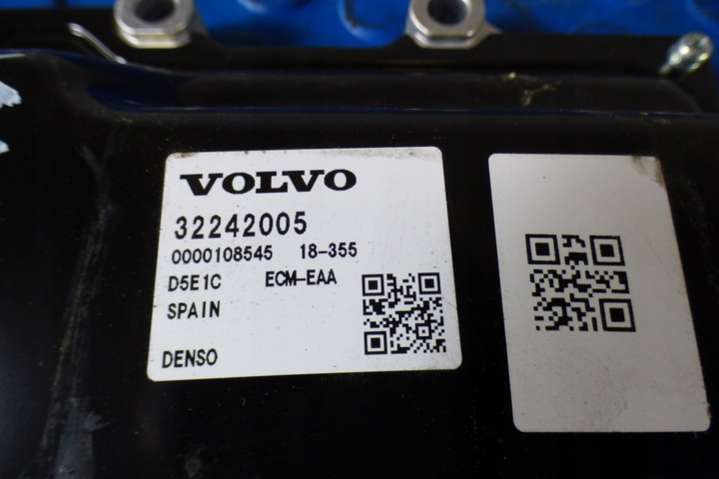 VOLVO
32242005
0000108545 18-355
D5E1C ECM-EAA
SPAIN
DENSO